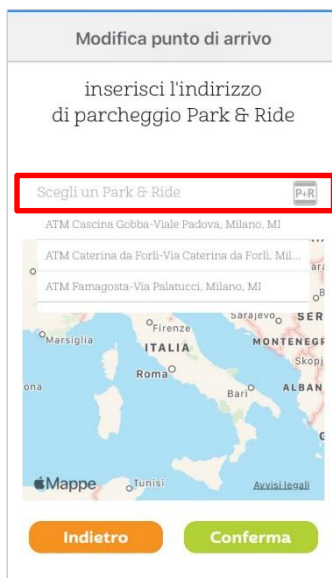 Modifica punto di arrivo
inserisci l'indirizzo
di parcheggio Park & Ride
Scegli un Park & Ride
P+R
ATM Cascina Gobba-Viale Padova, Milano, MI
ATM Caterina da Forlì-Via Caterina da Forlì, Mil...
ATM Famagosta-Via Palatucci, Milano, MI
Sarajevo
SER
Firenze
Marsiglia
ITALIA
MONTENEGR
Skopj
Roma
Bari
ALBAN
ona
Mappe
Tunisi
Avvisi legali
Indietro
Conferma